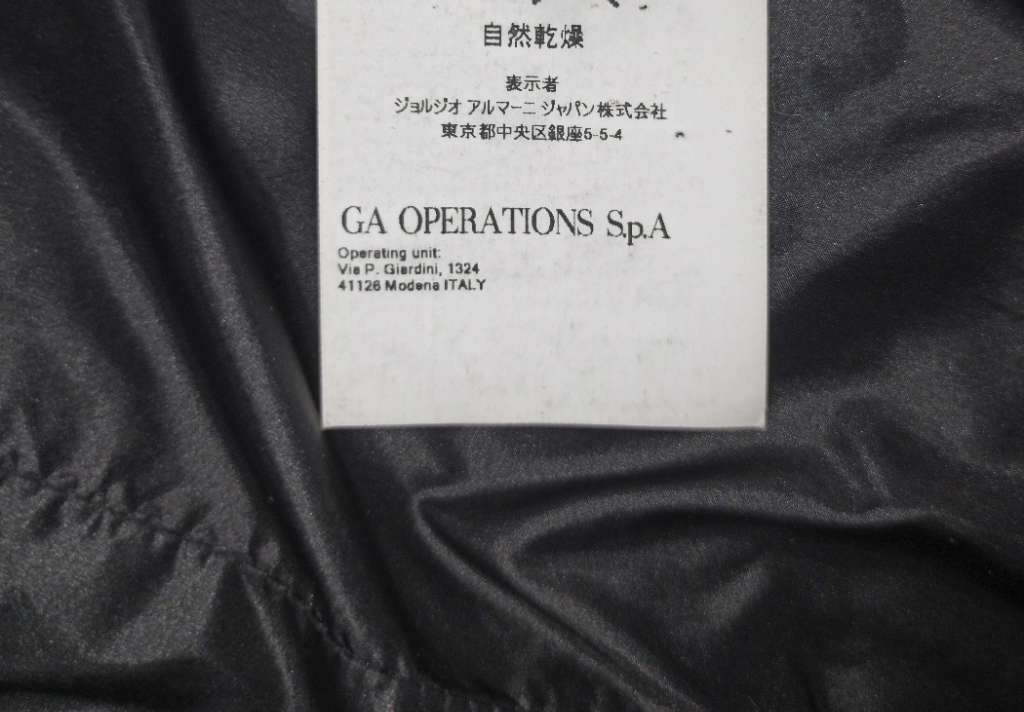 自然乾燥
表示者
ジョルジオ アルマーニ ジャパン株式会社
東京都中央区銀座5-5-4
GA OPERATIONS S.p.A
Operating unit:
Via P. Giardini, 1324
41126 Modena ITALY